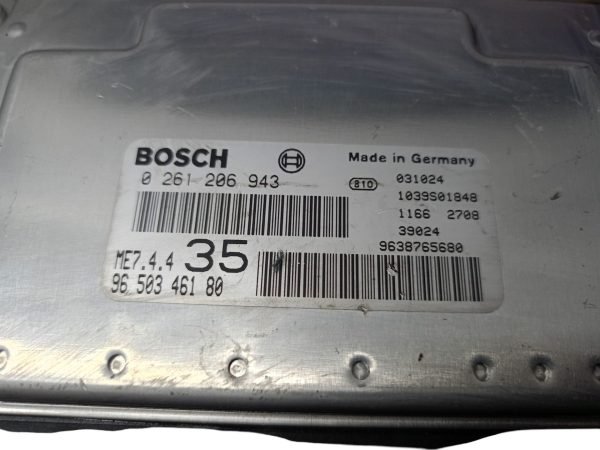 BOSCH
Made in Germany
0 261 206 943
810
031024
1039S01848
1166 2708
39024
9638765680
ME7.4.4 35
96 503 461 80